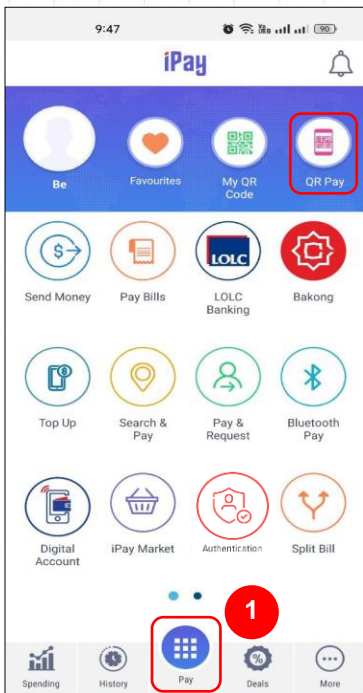 9:47
90
iPay
Be
Favourites
My QR
Code
QR Pay
LOLC
Send Money
Pay Bills
LOLC
Banking
Bakong
Top Up
Search &
Pay
Pay &
Request
Bluetooth
Pay
Digital
Account
iPay Market
Authentication
Split Bill
1
Spending
History
Pay
Deals
More